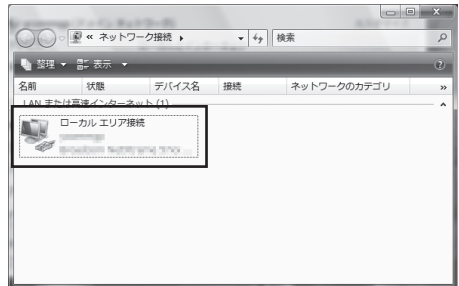 « ネットワーク接続
検索
整理 表示
名前 状態 デバイス名 接続 ネットワークのカテゴリ »
LAN または高速インターネット (1)
ローカル エリア接続